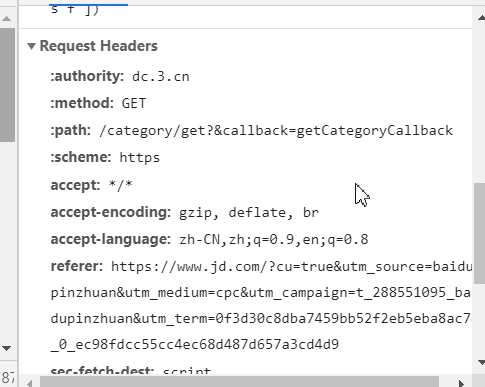 s f ])
Request Headers
:authority: dc.3.cn
:method: GET
:path: /category/get?&callback=getCategoryCallback
:scheme: https
accept: */*
accept-encoding: gzip, deflate, br
accept-language: zh-CN,zh;q=0.9,en;q=0.8
referer: https://www.jd.com/?cu=true&utm_source=baidu
pinzhuan&utm_medium=cpc&utm_campaign=t_288551095_ba
dupinzhuan&utm_term=0f3d30c8dba7459bb52f2eb5eba8ac7
_0_ec98fdcc55cc4ec68d487d657a3cd4d9
sec-fetch-dest: script
87